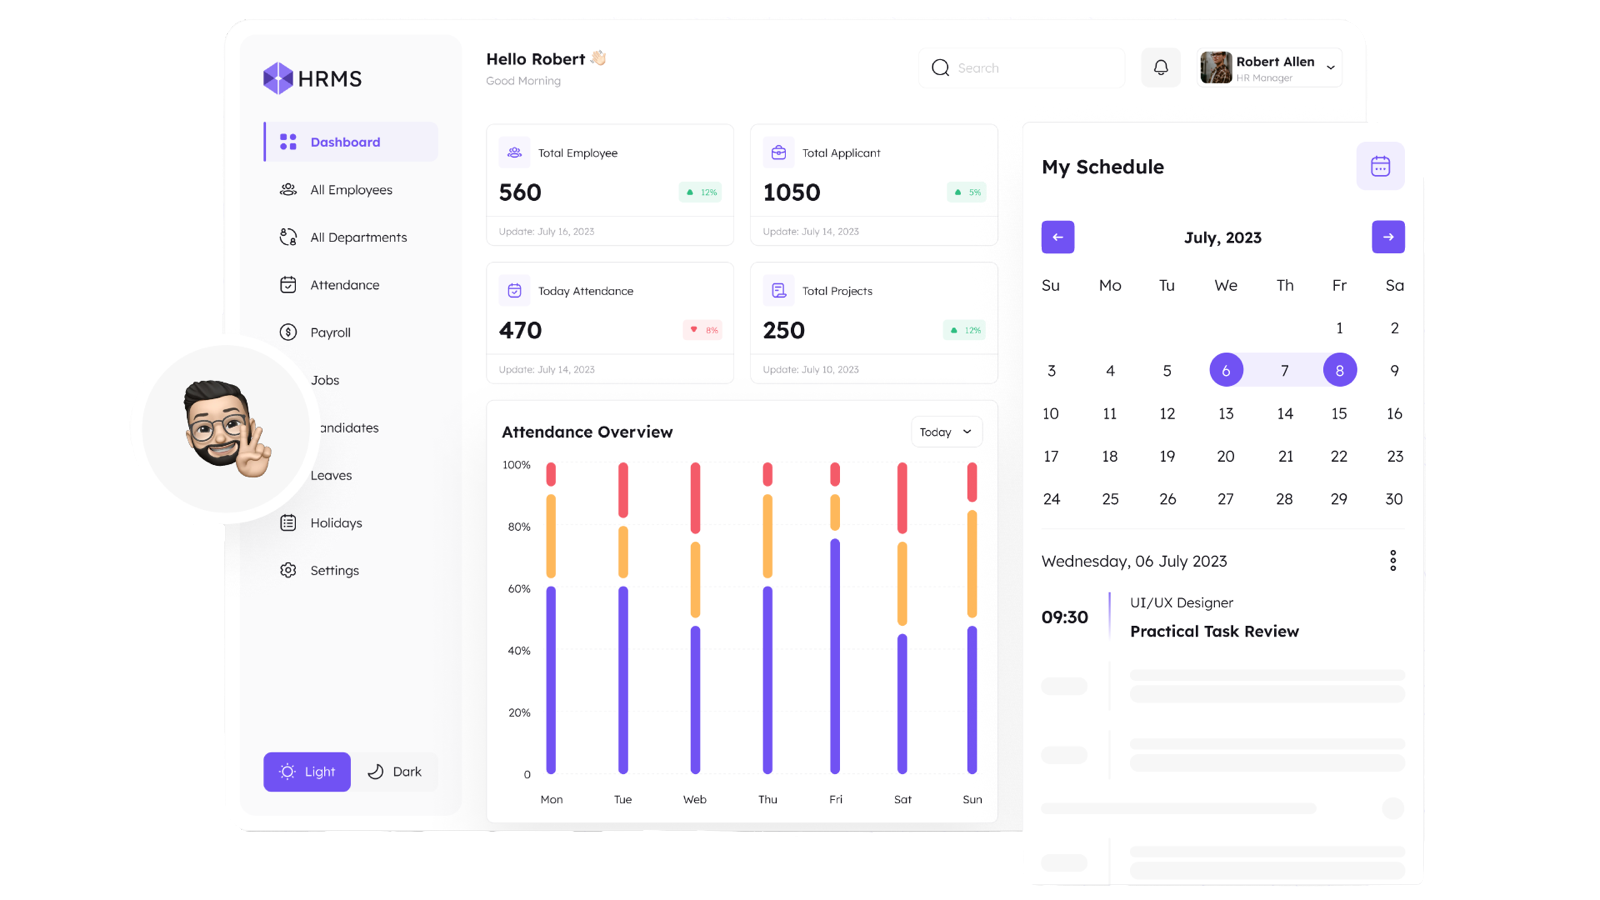 HRMS
Dashboard
All Employees
All Departments
Attendance
Payroll
Jobs
andidates
Leaves
Holidays
Settings
Light
Dark
Hello Robert
Good Morning
Search
Robert Allen
HR Manager
Total Employee
560
12%
Update: July 16, 2023
Total Applicant
1050
5%
Update: July 14, 2023
Today Attendance
470
8%
Update: July 14, 2023
Total Projects
250
12%
Update: July 10, 2023
Attendance Overview
Today
100%
80%
60%
40%
20%
0
Mon Tue Web Thu Fri Sat Sun
My Schedule
July, 2023
Su Mo Tu We Th Fr Sa
1 2
3 4 5 6 7 8 9
10 11 12 13 14 15 16
17 18 19 20 21 22 23
24 25 26 27 28 29 30
Wednesday, 06 July 2023
09:30
UI/UX Designer
Practical Task Review